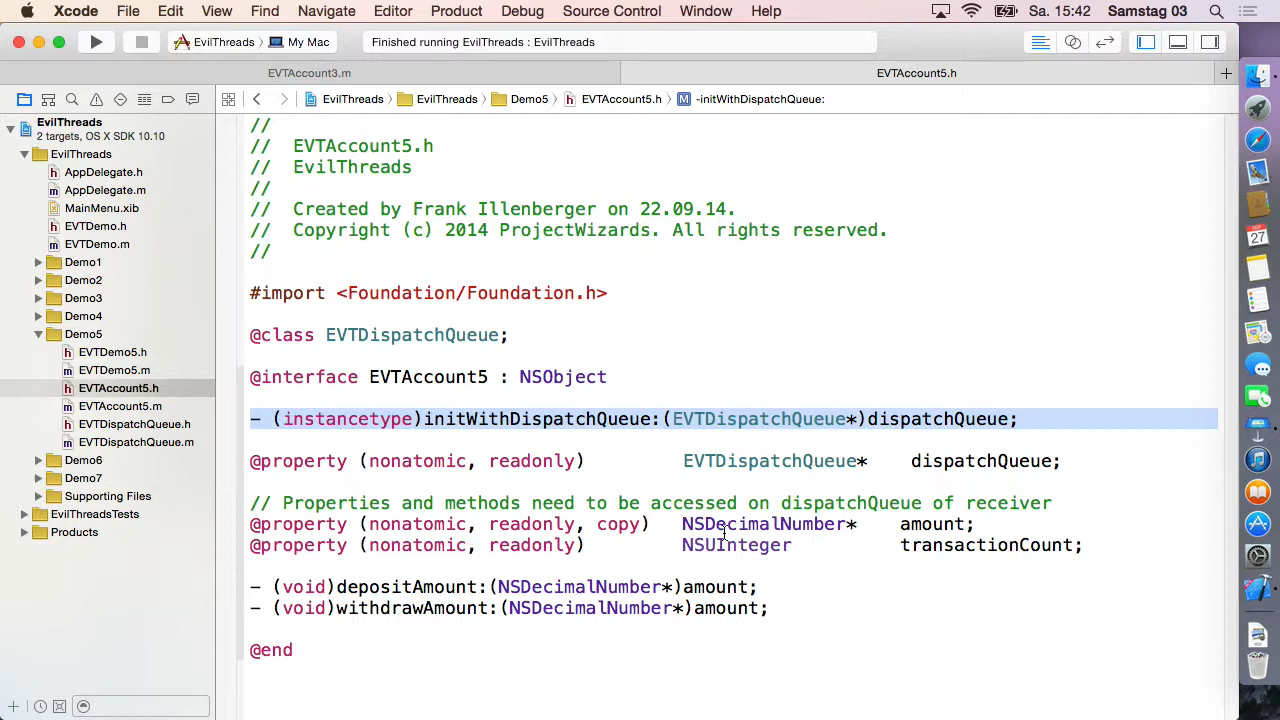 Xcode File Edit View Find Navigate Editor Product Debug Source Control Window Help Sa. 15:42 Samstag 03
EvilThreads My Mac Finished running EvilThreads : EvilThreads
EVTAccount3.m EVTAccount5.h
EvilThreads EvilThreads Demo5 h EVTAccount5.h M -initWithDispatchQueue:
EvilThreads
2 targets, OS X SDK 10.10
EvilThreads
h AppDelegate.h
m AppDelegate.m
MainMenu.xib
h EVTDemo.h
m EVTDemo.m
Demo1
Demo2
Demo3
Demo4
Demo5
h EVTDemo5.h
m EVTDemo5.m
h EVTAccount5.h
m EVTAccount5.m
h EVTDispatchQueue.h
m EVTDispatchQueue.m
Demo6
Demo7
Supporting Files
EvilThreadsTests
Products
//
// EVTAccount5.h
// EvilThreads
//
// Created by Frank Illenberger on 22.09.14.
// Copyright (c) 2014 ProjectWizards. All rights reserved.
//
#import <Foundation/Foundation.h>
@class EVTDispatchQueue;
@interface EVTAccount5 : NSObject
- (instancetype)initWithDispatchQueue:(EVTDispatchQueue*)dispatchQueue;
@property (nonatomic, readonly) EVTDispatchQueue* dispatchQueue;
// Properties and methods need to be accessed on dispatchQueue of receiver
@property (nonatomic, readonly, copy) NSDecimalNumber* amount;
@property (nonatomic, readonly) NSUInteger transactionCount;
- (void)depositAmount:(NSDecimalNumber*)amount;
- (void)withdrawAmount:(NSDecimalNumber*)amount;
@end
27